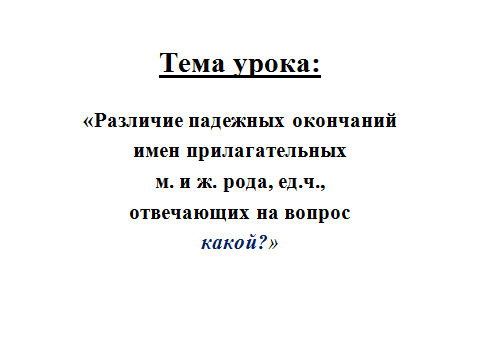 Тема урока:
«Различие падежных окончаний
имен прилагательных
м. и ж. рода, ед.ч.,
отвечающих на вопрос
какой?»